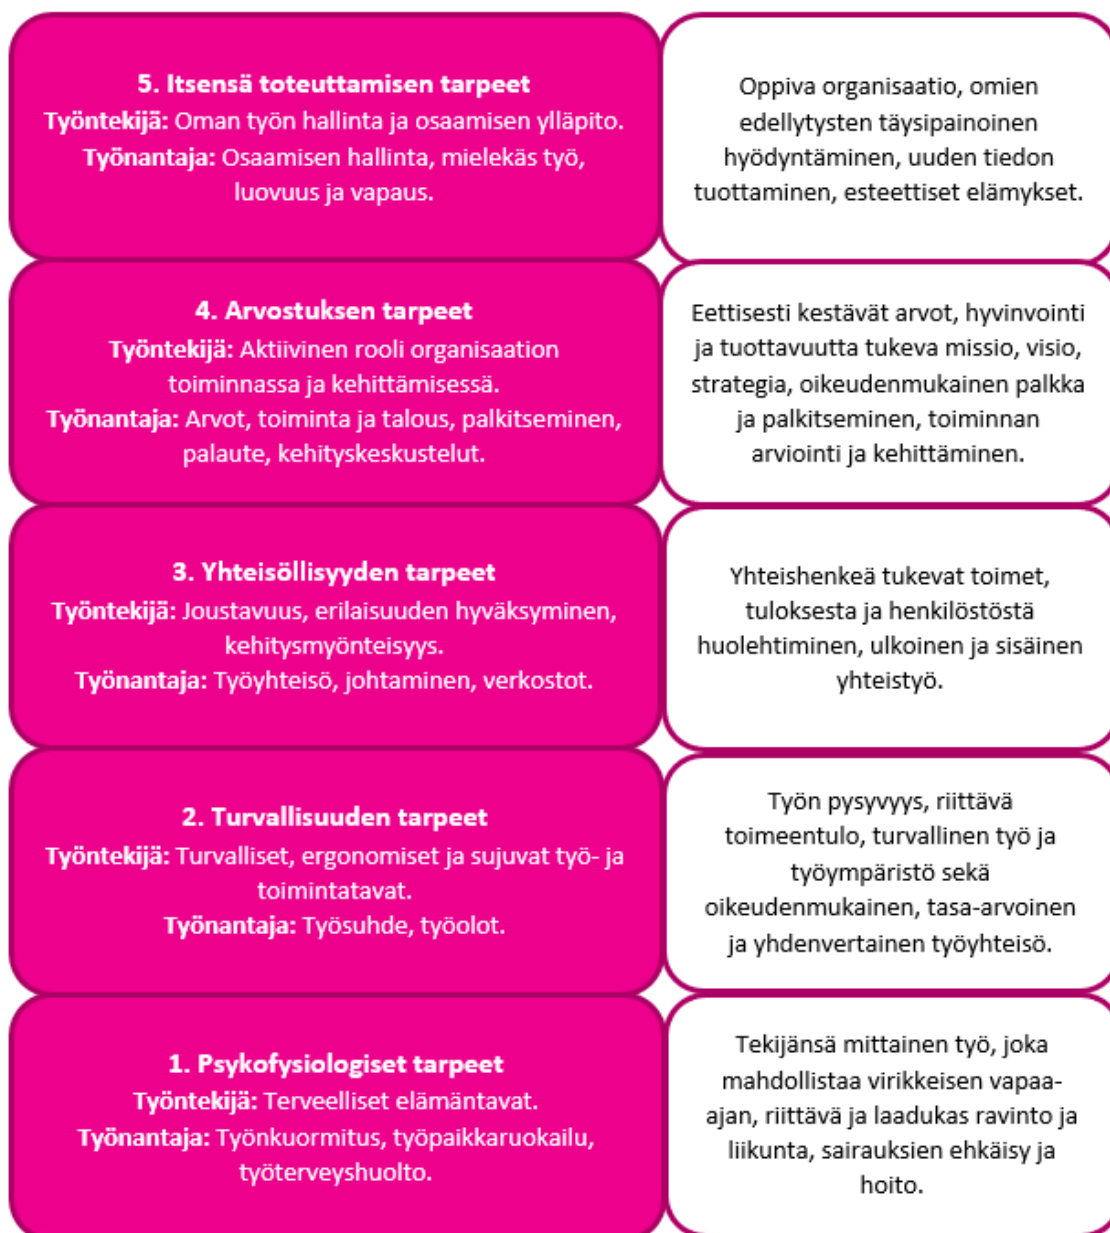 5. Itsensä toteuttamisen tarpeet
Työntekijä: Oman työn hallinta ja osaamisen ylläpito.
Työnantaja: Osaamisen hallinta, mielekäs työ,
luovuus ja vapaus.
Oppiva organisaatio, omien
edellytysten täysipainoinen
hyödyntäminen, uuden tiedon
tuottaminen, esteettiset elämykset.
4. Arvostuksen tarpeet
Työntekijä: Aktiivinen rooli organisaation
toiminnassa ja kehittämisessä.
Työnantaja: Arvot, toiminta ja talous, palkitseminen,
palaute, kehityskeskustelut.
Eettisesti kestävät arvot, hyvinvointi
ja tuottavuutta tukeva missio, visio,
strategia, oikeudenmukainen palkka
ja palkitseminen, toiminnan
arviointi ja kehittäminen.
3. Yhteisöllisyyden tarpeet
Työntekijä: Joustavuus, erilaisuuden hyväksyminen,
kehitysmyönteisyys.
Työnantaja: Työyhteisö, johtaminen, verkostot.
Yhteishenkeä tukevat toimet,
tuloksesta ja henkilöstöstä
huolehtiminen, ulkoinen ja sisäinen
yhteistyö.
2. Turvallisuuden tarpeet
Työntekijä: Turvalliset, ergonomiset ja sujuvat työ- ja
toimintatavat.
Työnantaja: Työsuhde, työolot.
Työn pysyvyys, riittävä
toimeentulo, turvallinen työ ja
työympäristö sekä
oikeudenmukainen, tasa-arvoinen
ja yhdenvertainen työyhteisö.
1. Psykofysiologiset tarpeet
Työntekijä: Terveelliset elämäntavat.
Työnantaja: Työnkuormitus, työpaikkaruokailu,
työterveyshuolto.
Tekijänsä mittainen työ, joka
mahdollistaa virikkeisen vapaa-
ajan, riittävä ja laadukas ravinto ja
liikunta, sairauksien ehkäisy ja
hoito.